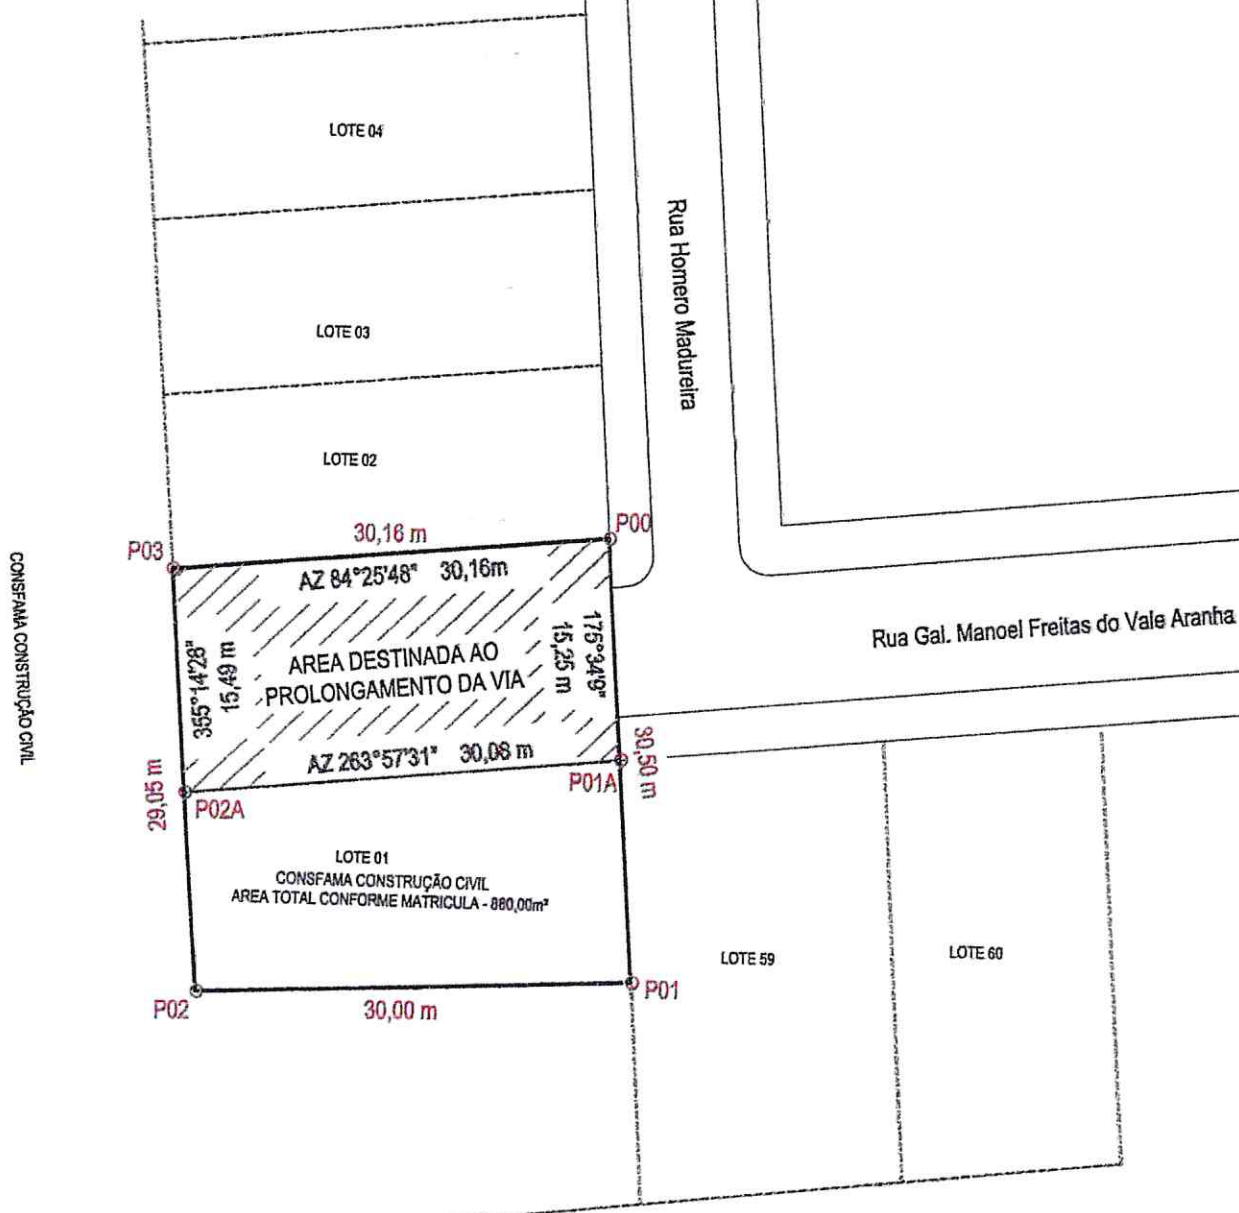 LOTE 04
Rua Homero Madureira
LOTE 03
LOTE 02
P03
30,16 m
P00
AZ 84°25'48" 30,16m
CONSFAMA CONSTRUÇÃO CIVIL
355°14'28"
15,49 m
AREA DESTINADA AO
PROLONGAMENTO DA VIA
15,25 m
175°34'9"
Rua Gal. Manoel Freitas do Vale Aranha
AZ 263°57'31" 30,08 m
P01A
30,50 m
29,05 m
P02A
LOTE 01
CONSFAMA CONSTRUÇÃO CIVIL
AREA TOTAL CONFORME MATRICULA - 880,00m²
LOTE 59
LOTE 60
P02
30,00 m
P01